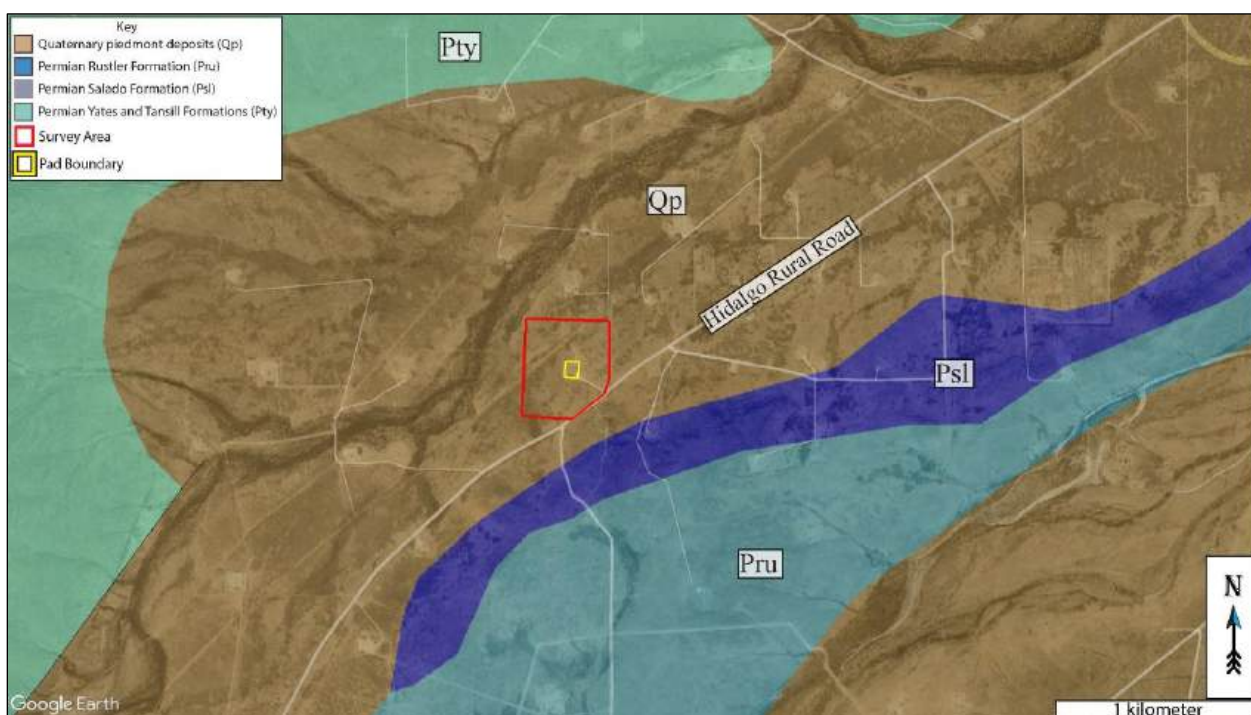 Key
Quaternary piedmont deposits (Qp)
Permian Rustler Formation (Pru)
Permian Salado Formation (Psl)
Permian Yates and Tansill Formations (Pty)
Survey Area
Pad Boundary
Pty
Qp
Hidalgo Rural Road
Psl
Pru
N
Google Earth
1 kilometer